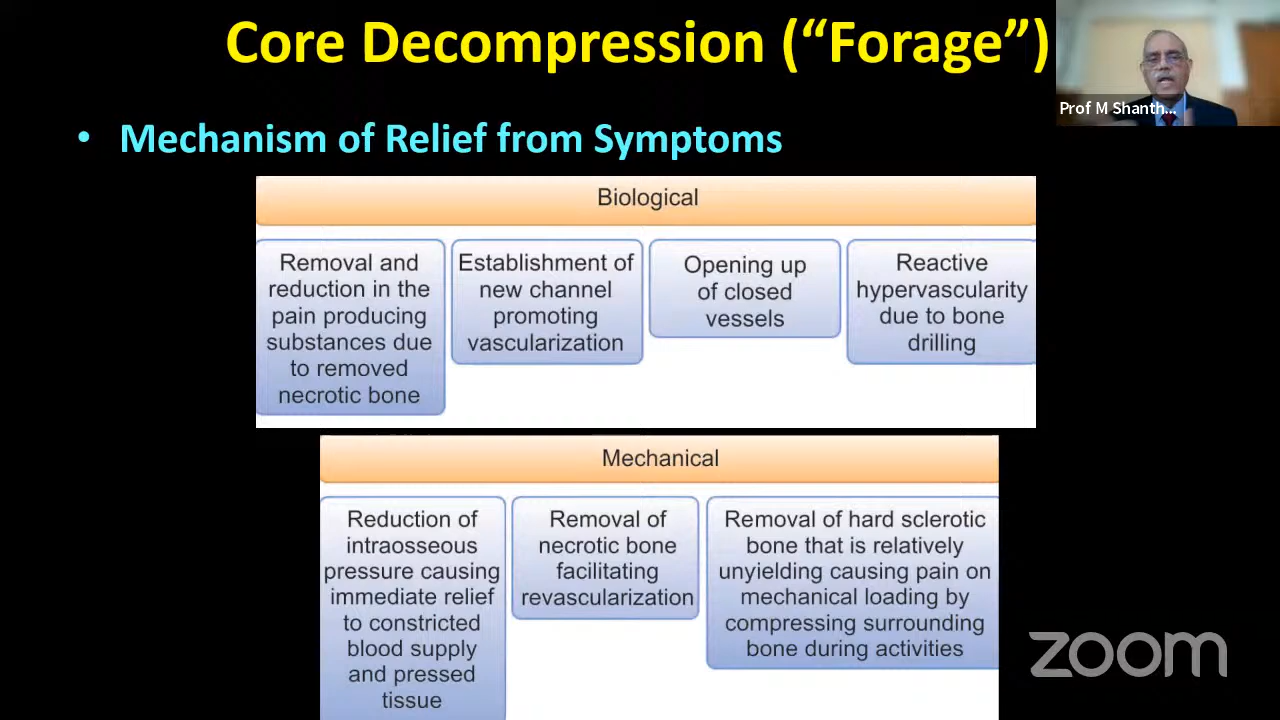 Core Decompression (“Forage”)
Prof M Shanth...
• Mechanism of Relief from Symptoms
Biological
Removal and
reduction in the
pain producing
substances due
to removed
necrotic bone
Establishment of
new channel
promoting
vascularization
Opening up
of closed
vessels
Reactive
hypervascularity
due to bone
drilling
Mechanical
Reduction of
intraosseous
pressure causing
immediate relief
to constricted
blood supply
and pressed
tissue
Removal of
necrotic bone
facilitating
revascularization
Removal of hard sclerotic
bone that is relatively
unyielding causing pain on
mechanical loading by
compressing surrounding
bone during activities
zoom